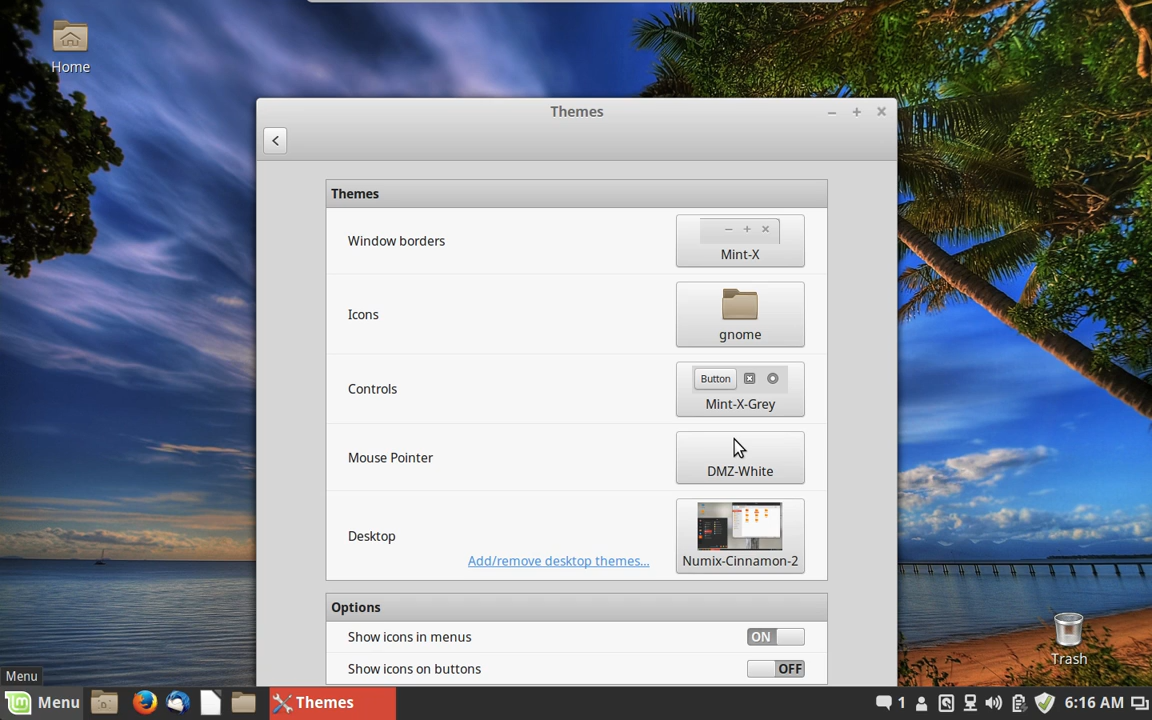 Home
Themes
Themes
Window borders
Mint-X
Icons
gnome
Controls
Button
Mint-X-Grey
Mouse Pointer
DMZ-White
Desktop
Add/remove desktop themes...
Numix-Cinnamon-2
Options
Show icons in menus
ON
Show icons on buttons
OFF
Trash
Menu
Menu
Themes
1
6:16 AM